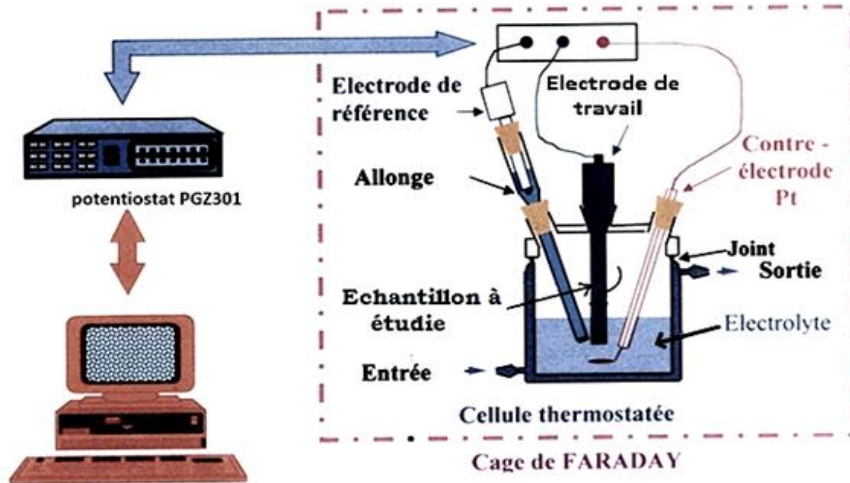 Electrode de
référence
Electrode de
travail
Contre -
électrode
Pt
potentiostat PGZ301
Allonge
Joint
Sortie
Echantillon à
étudie
Electrolyte
Entrée
Cellule thermostatée
Cage de FARADAY